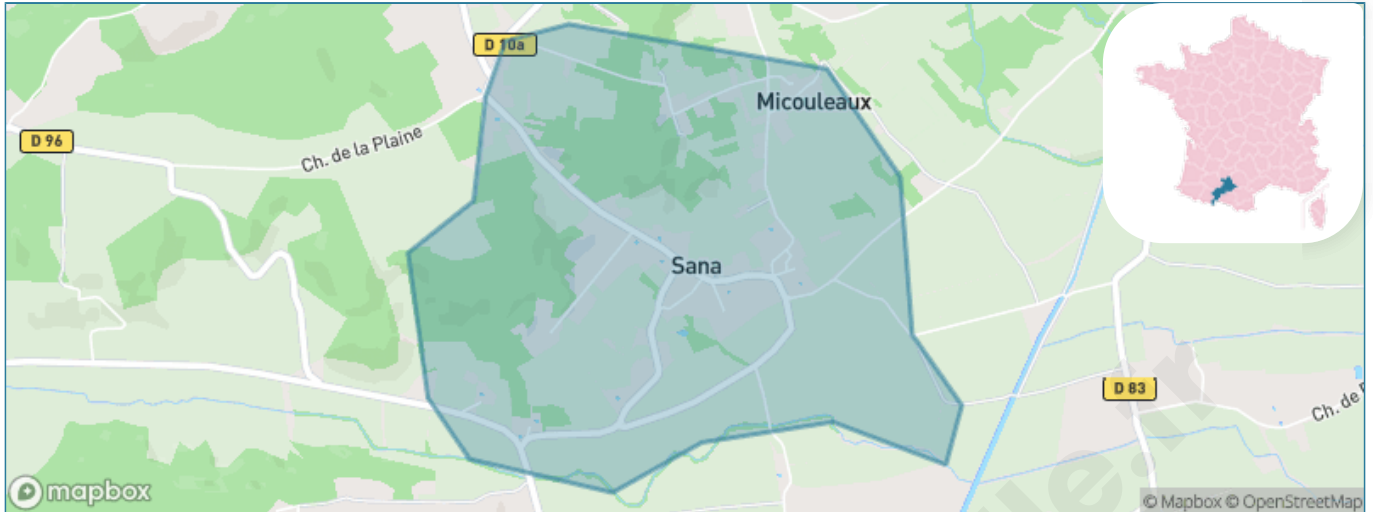 D 10a
Micouleaux
D 96
Ch. de la Plaine
Sana
D 83
Ch. de
mapbox
© Mapbox © OpenStreetMap